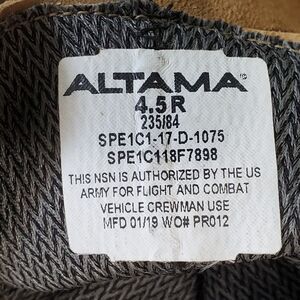 ALTAMA
4.5 R
235/84
SPE1C1-17-D-1075
SPE1C118F7898
THIS NSN IS AUTHORIZED BY THE US
ARMY FOR FLIGHT AND COMBAT
VEHICLE CREWMAN USE
MFD 01/19 WO# PR012